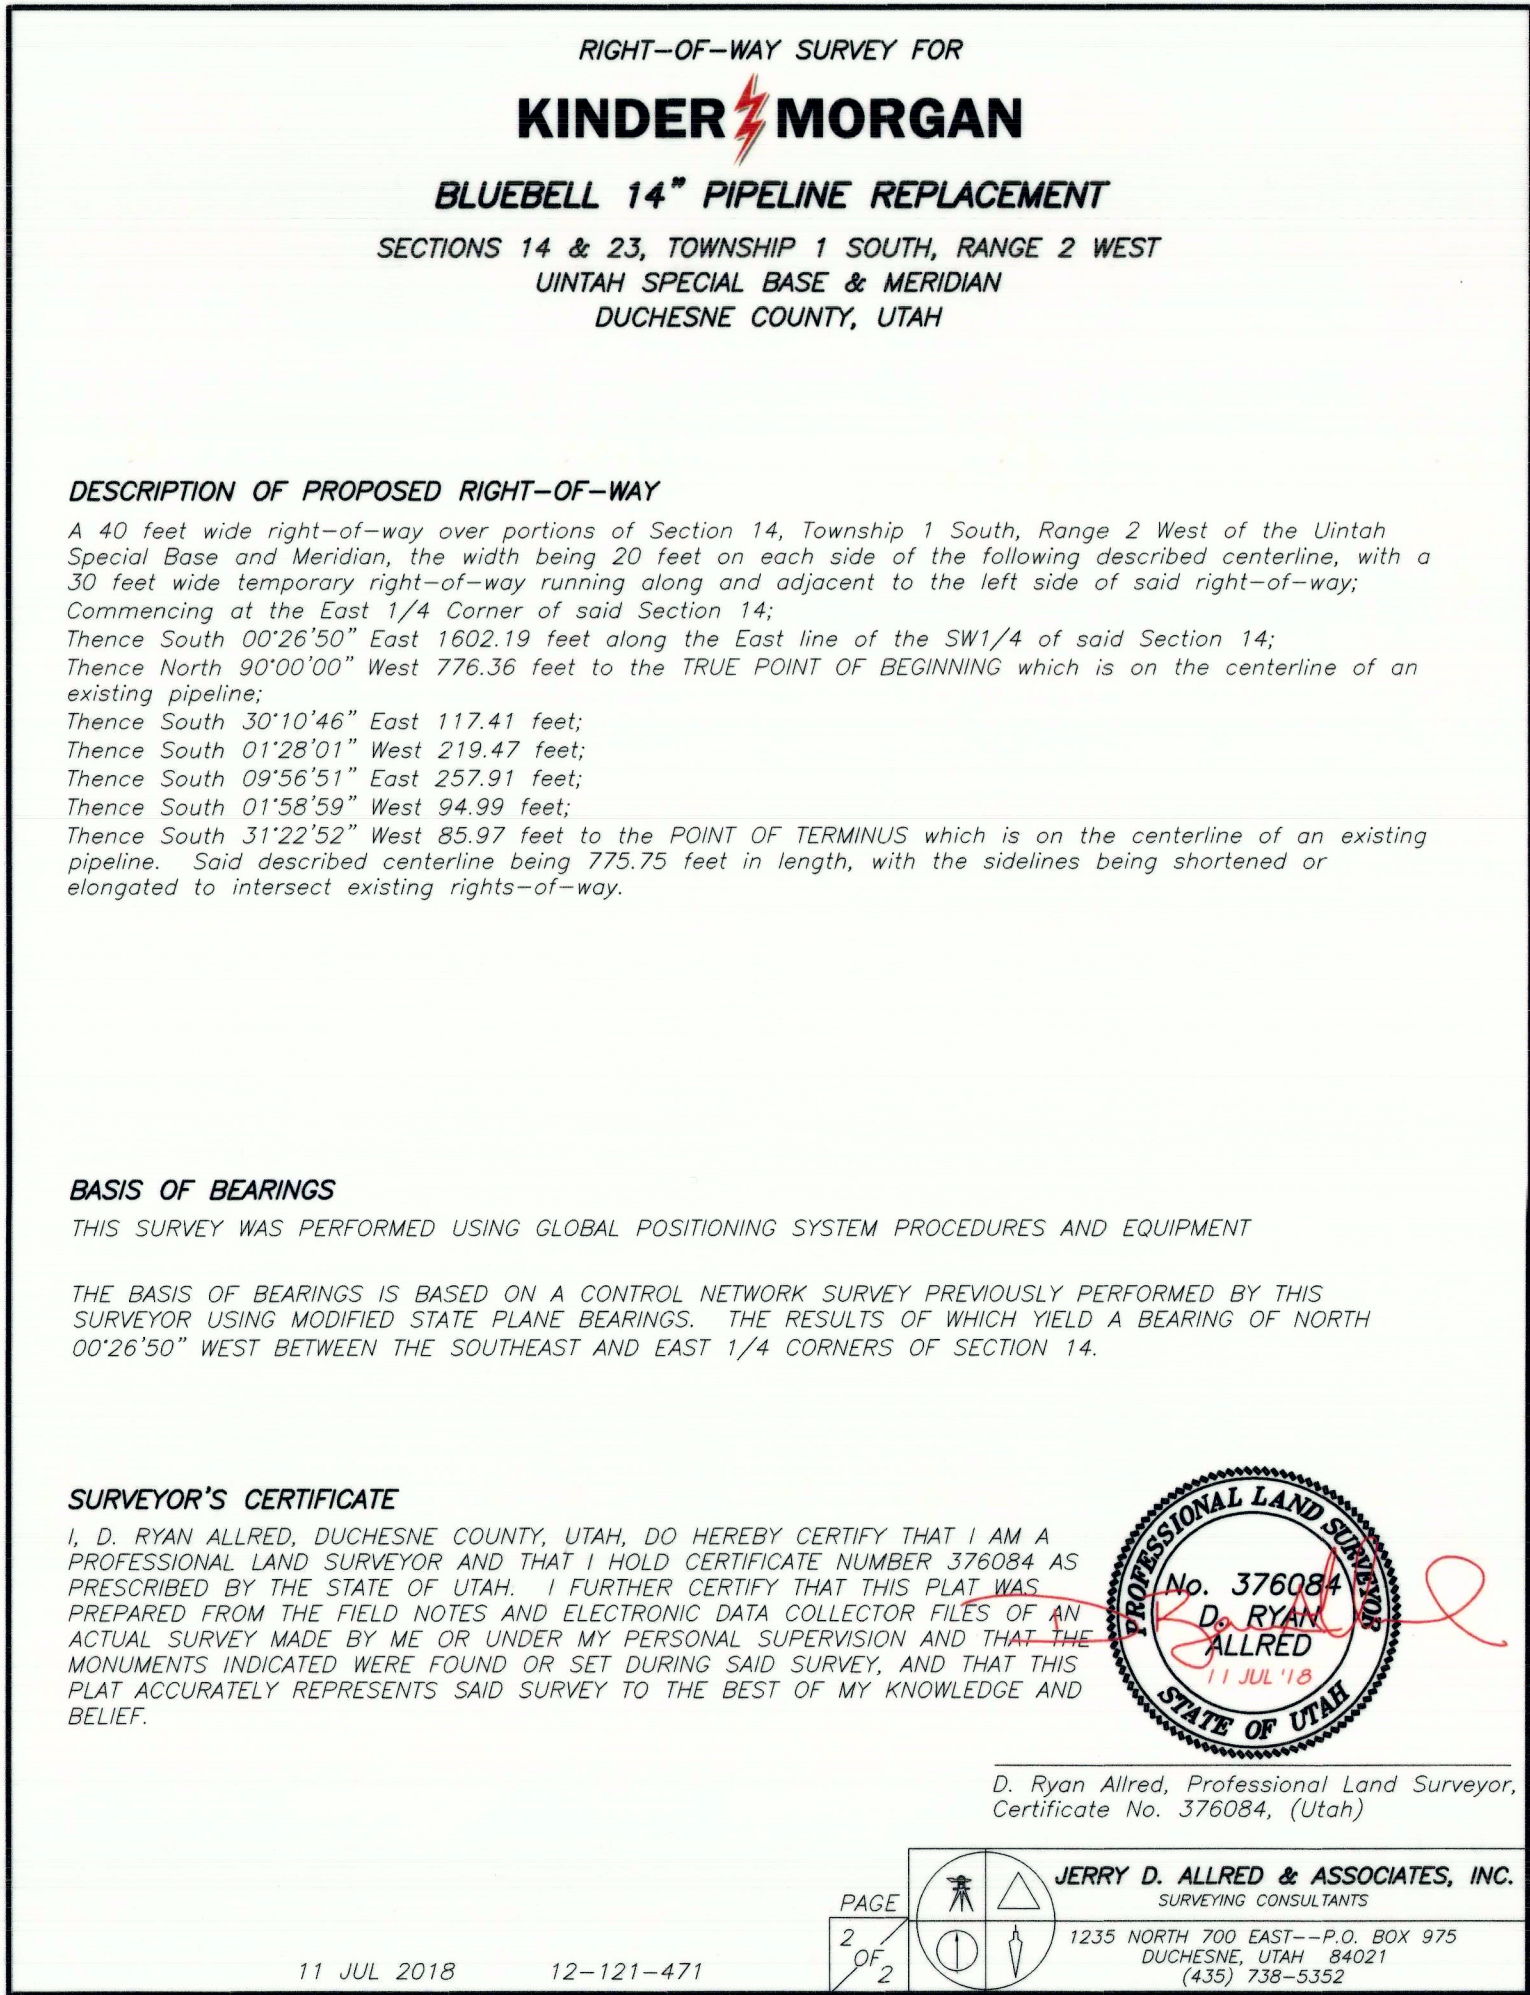 RIGHT-OF-WAY SURVEY FOR
KINDER MORGAN
BLUEBELL 14" PIPELINE REPLACEMENT
SECTIONS 14 & 23, TOWNSHIP 1 SOUTH, RANGE 2 WEST
UINTAH SPECIAL BASE & MERIDIAN
DUCHESNE COUNTY, UTAH
DESCRIPTION OF PROPOSED RIGHT-OF-WAY
A 40 feet wide right-of-way over portions of Section 14, Township 1 South, Range 2 West of the Uintah
Special Base and Meridian, the width being 20 feet on each side of the following described centerline, with a
30 feet wide temporary right-of-way running along and adjacent to the left side of said right-of-way;
Commencing at the East 1/4 Corner of said Section 14;
Thence South 00°26'50" East 1602.19 feet along the East line of the SW1/4 of said Section 14;
Thence North 90°00'00" West 776.36 feet to the TRUE POINT OF BEGINNING which is on the centerline of an
existing pipeline;
Thence South 30°10'46" East 117.41 feet;
Thence South 01°28'01" West 219.47 feet;
Thence South 09°56'51" East 257.91 feet;
Thence South 01°58'59" West 94.99 feet;
Thence South 31°22'52" West 85.97 feet to the POINT OF TERMINUS which is on the centerline of an existing
pipeline. Said described centerline being 775.75 feet in length, with the sidelines being shortened or
elongated to intersect existing rights-of-way.
BASIS OF BEARINGS
THIS SURVEY WAS PERFORMED USING GLOBAL POSITIONING SYSTEM PROCEDURES AND EQUIPMENT
THE BASIS OF BEARINGS IS BASED ON A CONTROL NETWORK SURVEY PREVIOUSLY PERFORMED BY THIS
SURVEYOR USING MODIFIED STATE PLANE BEARINGS. THE RESULTS OF WHICH YIELD A BEARING OF NORTH
00°26'50" WEST BETWEEN THE SOUTHEAST AND EAST 1/4 CORNERS OF SECTION 14.
SURVEYOR'S CERTIFICATE
I, D. RYAN ALLRED, DUCHESNE COUNTY, UTAH, DO HEREBY CERTIFY THAT I AM A
PROFESSIONAL LAND SURVEYOR AND THAT I HOLD CERTIFICATE NUMBER 376084 AS
PRESCRIBED BY THE STATE OF UTAH. I FURTHER CERTIFY THAT THIS PLAT WAS
PREPARED FROM THE FIELD NOTES AND ELECTRONIC DATA COLLECTOR FILES OF AN
ACTUAL SURVEY MADE BY ME OR UNDER MY PERSONAL SUPERVISION AND THAT THE
MONUMENTS INDICATED WERE FOUND OR SET DURING SAID SURVEY, AND THAT THIS
PLAT ACCURATELY REPRESENTS SAID SURVEY TO THE BEST OF MY KNOWLEDGE AND
BELIEF.
PROFESSIONAL LAND SURVEYOR
No. 376084
D. RYAN
ALLRED
11 JUL '18
STATE OF UTAH
D. Ryan Allred, Professional Land Surveyor,
Certificate No. 376084, (Utah)
JERRY D. ALLRED & ASSOCIATES, INC.
SURVEYING CONSULTANTS
1235 NORTH 700 EAST--P.O. BOX 975
DUCHESNE, UTAH 84021
(435) 738-5352
PAGE
2
OF
2
11 JUL 2018 12-121-471